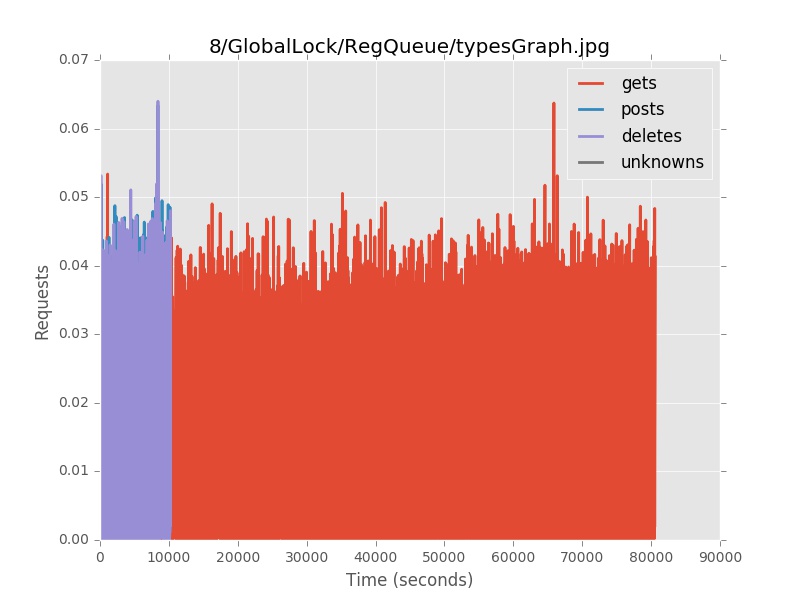 8/GlobalLock/RegQueue/typesGraph.jpg
0.07
0.06
0.05
0.04
0.03
0.02
0.01
0.00
Requests
gets
posts
deletes
unknowns
0 10000 20000 30000 40000 50000 60000 70000 80000 90000
Time (seconds)